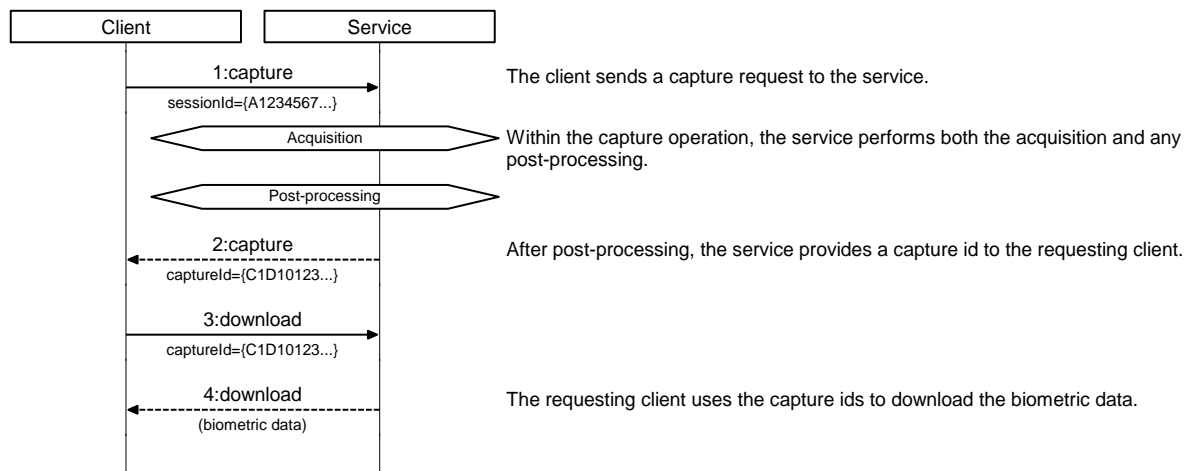 Client
Service
1:capture
The client sends a capture request to the service.
sessionId={A1234567...}
Acquisition
Within the capture operation, the service performs both the acquisition and any
post-processing.
Post-processing
2:capture
After post-processing, the service provides a capture id to the requesting client.
captureId={C1D10123...}
3:download
captureId={C1D10123...}
4:download
The requesting client uses the capture ids to download the biometric data.
(biometric data)